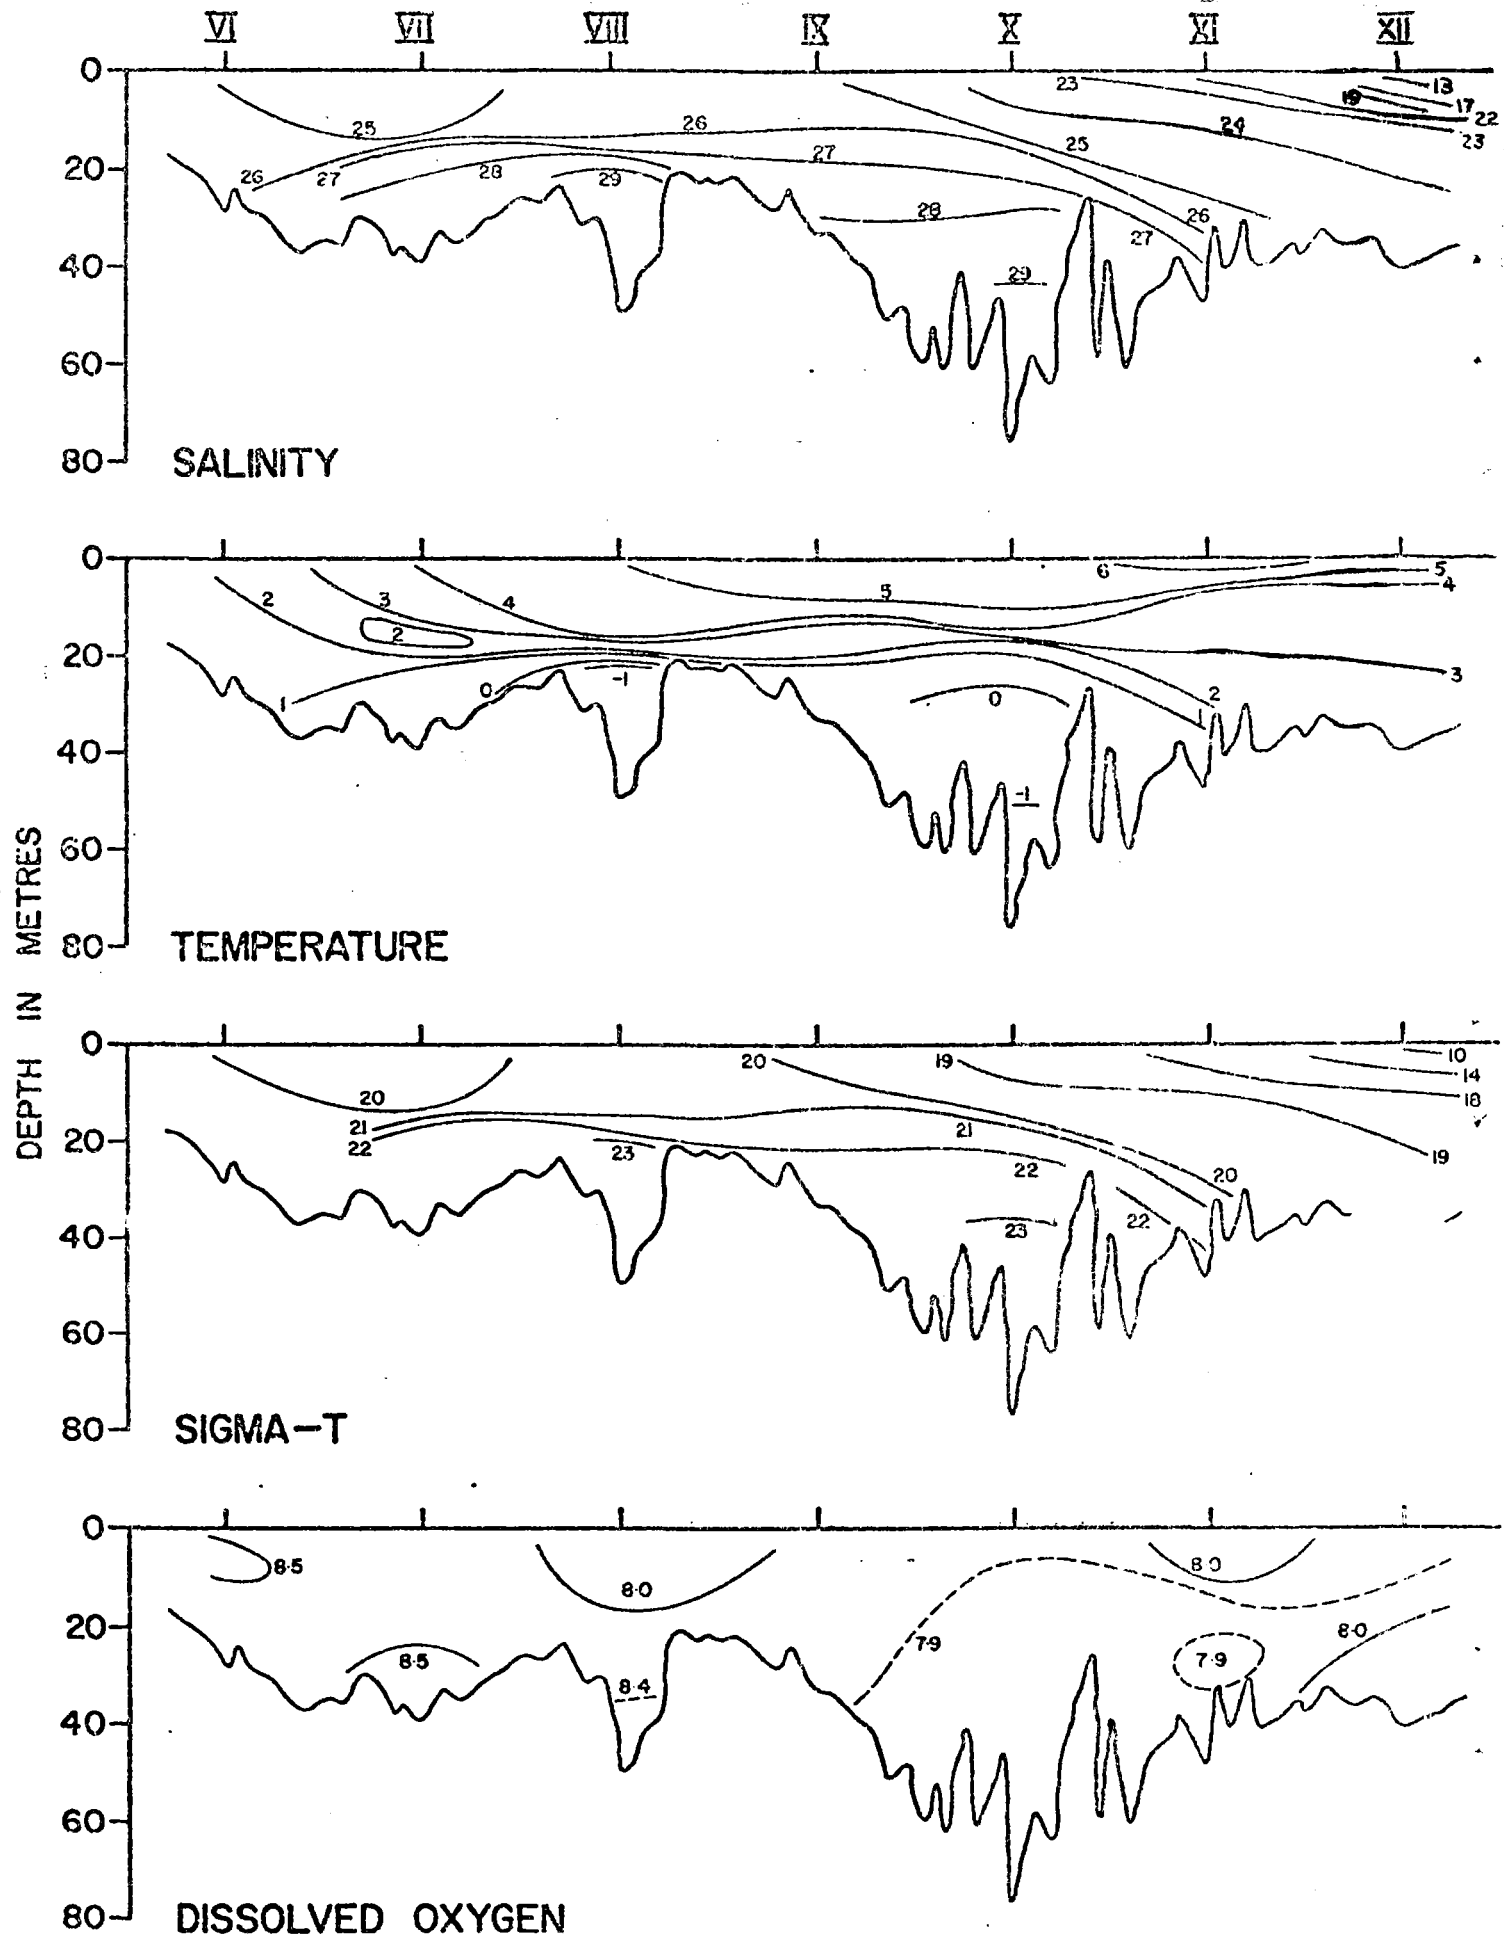 VI VII VIII IX X XI XII
0
20
40
60
80
25 26 27 26 27 28 29 26 27 28 29 25 26 27 23 24 13 19 17 22 23
SALINITY
0
20
40
60
80
2 3 4 2 1 0 -1 5 6 5 4 3 0 -1 2 1
TEMPERATURE
DEPTH IN METRES
0
20
40
60
80
20 21 22 23 20 19 21 22 23 22 20 10 14 18 19
SIGMA-T
0
20
40
60
80
8.5 8.5 8.0 8.4 7.9 8.0 7.9 8.0
DISSOLVED OXYGEN